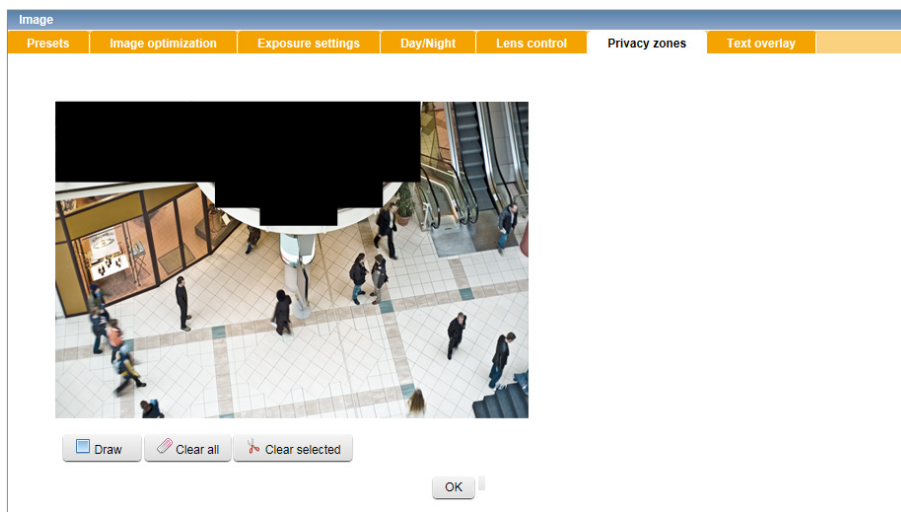 Image
Presets Image optimization Exposure settings Day/Night Lens control Privacy zones Text overlay
Draw Clear all Clear selected
OK